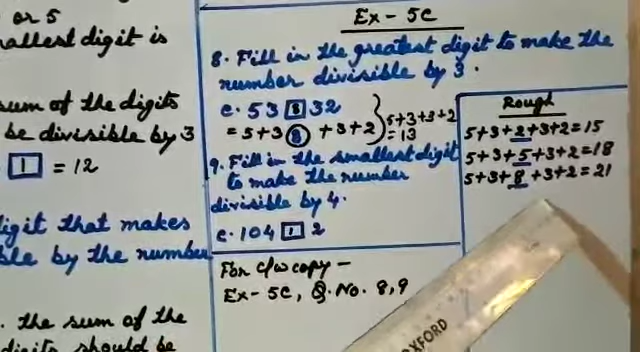 or 5
allest digit is
sum of the digits
be divisible by 3
1 = 12
digit that makes
ble by the number
. the sum of the
digits should be
Ex - 5C
8. Fill in the greatest digit to make the
number divisible by 3.
c. 53 8 32
= 5+3 8 +3+2 } 5+3+3+2
= 13
9. Fill in the smallest digit
to make the number
divisible by 4.
c. 104 1 2
For c/w copy -
Ex - 5C, Q. No. 8,9
Rough
5+3+2+3+2=15
5+3+5+3+2=18
5+3+8+3+2=21
OXFORD